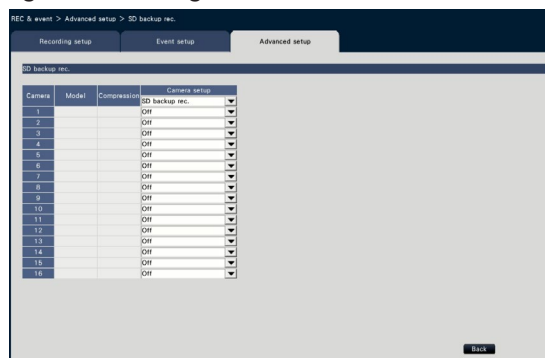 REC & event > Advanced setup > SD backup rec.
Recording setup Event setup Advanced setup
SD backup rec.
Camera Model Compression Camera setup
SD backup rec.
1 Off
2 Off
3 Off
4 Off
5 Off
6 Off
7 Off
8 Off
9 Off
10 Off
11 Off
12 Off
13 Off
14 Off
15 Off
16 Off
Back